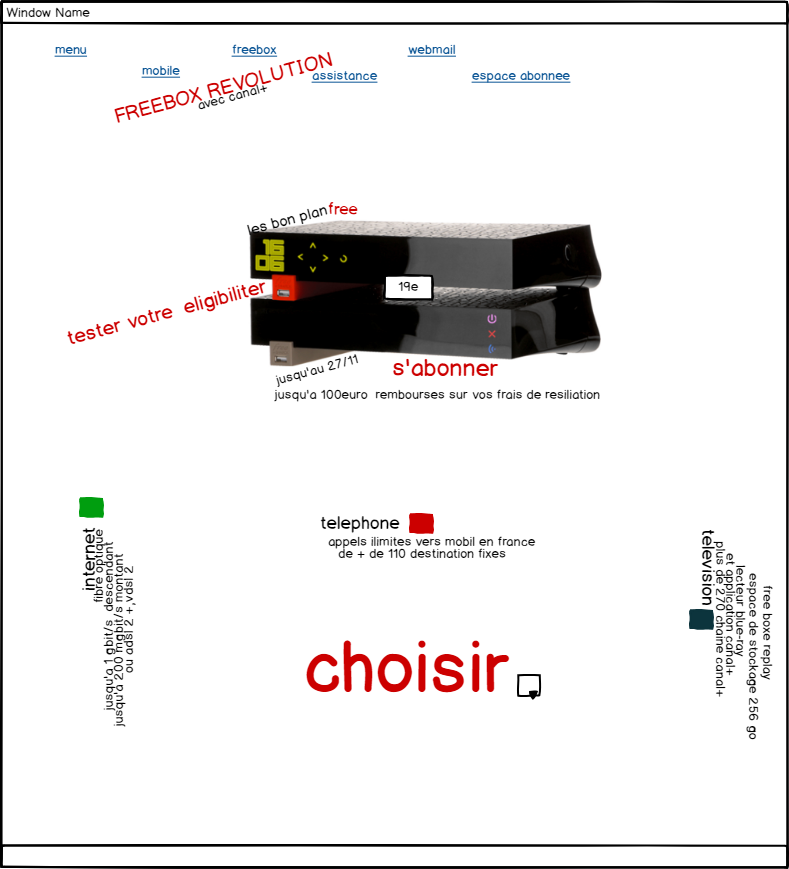 Window Name
menu
freebox
webmail
mobile
assistance
espace abonnee
FREEBOX REVOLUTION
avec canal+
les bon planfree
19e
tester votre eligibiliter
jusqu'au 27/11
s'abonner
jusqu'a 100euro rembourses sur vos frais de resiliation
internet
fibre optique
jusqu'a 1 gbit/s descendant
jusqu'a 200 mgbit/s montant
ou adsl 2 +,vdsl 2
telephone
appels ilimites vers mobil en france
de + de 110 destination fixes
television
plus de 270 chaine canal+
et application canal+
lecteur blue-ray
espace de stockage 256 go
free boxe replay
choisir